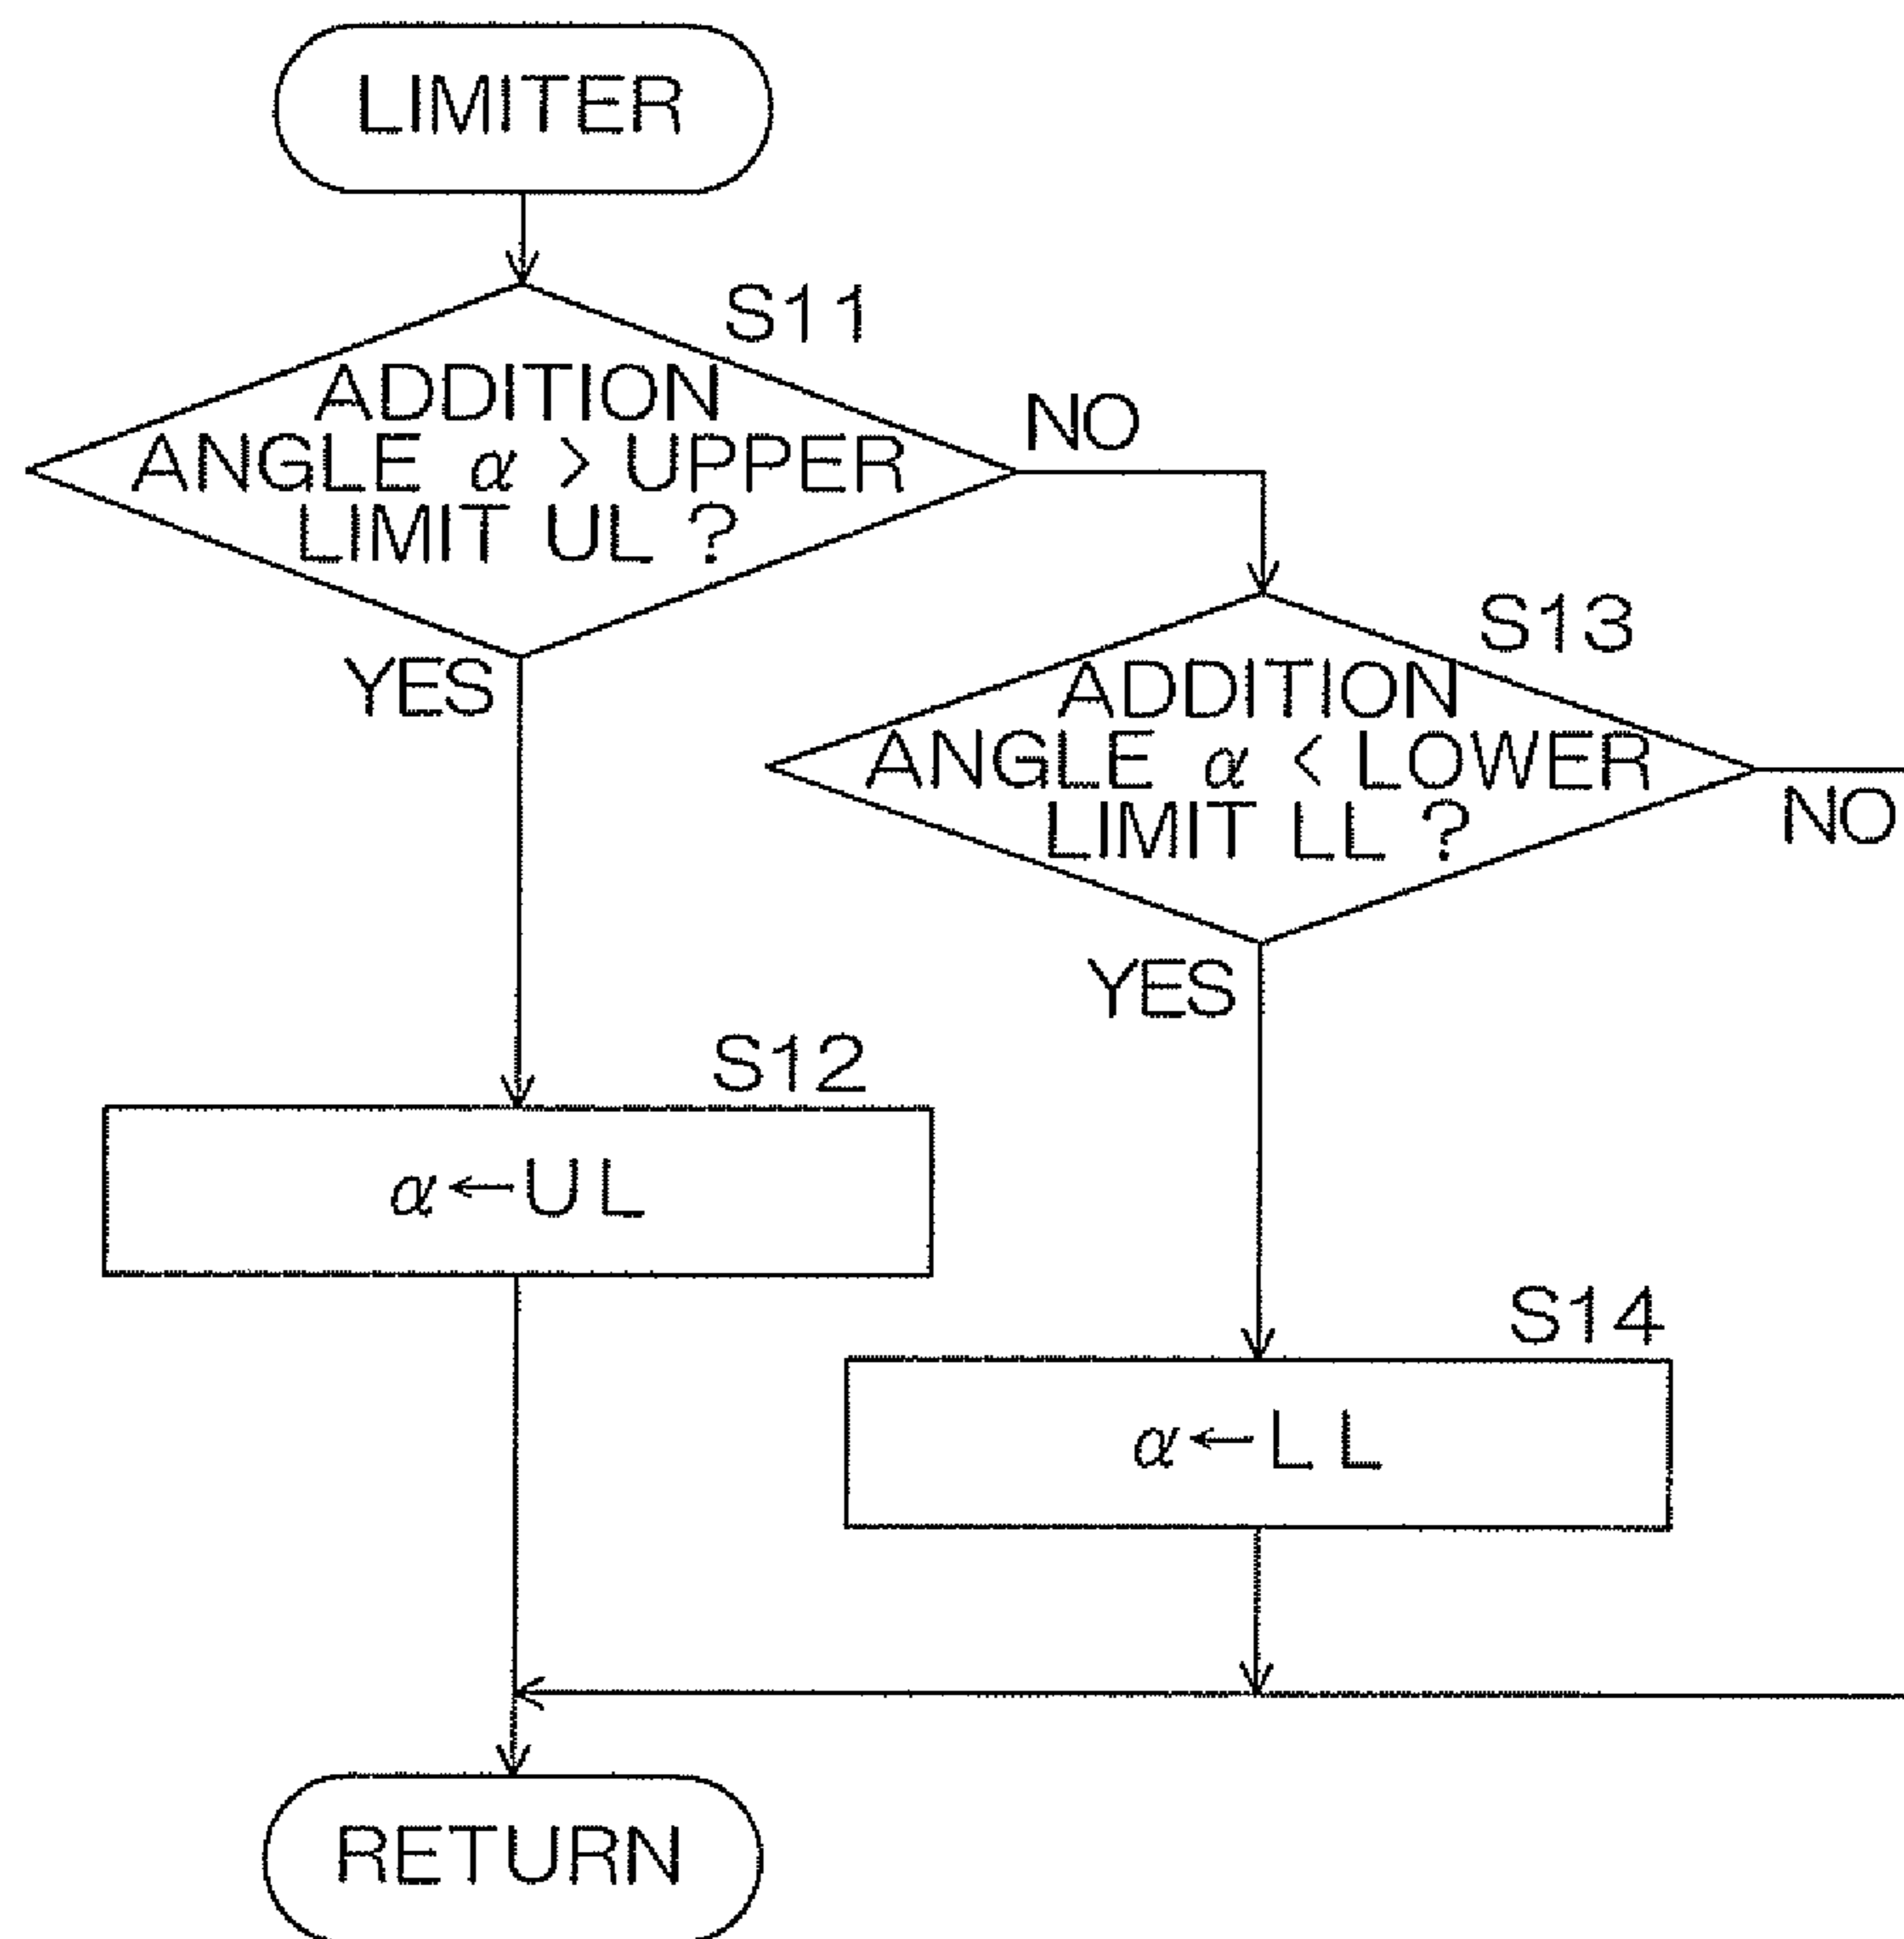 LIMITER
S11
ADDITION
ANGLE α > UPPER
LIMIT UL ?
NO
YES
S13
ADDITION
ANGLE α < LOWER
LIMIT LL ?
NO
YES
S12
α←UL
S14
α←LL
RETURN